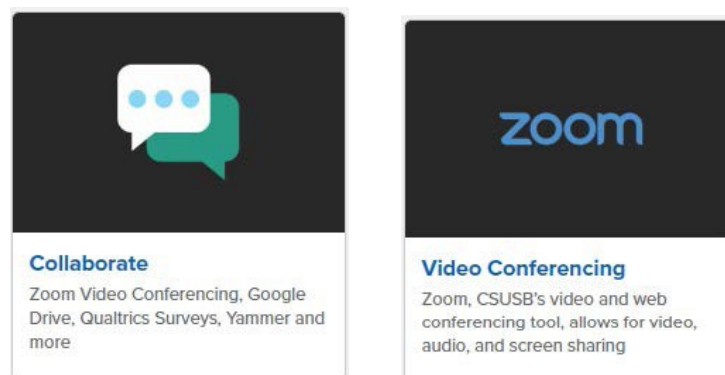 Collaborate
Zoom Video Conferencing, Google
Drive, Qualtrics Surveys, Yammer and
more
zoom
Video Conferencing
Zoom, CSUSB's video and web
conferencing tool, allows for video,
audio, and screen sharing